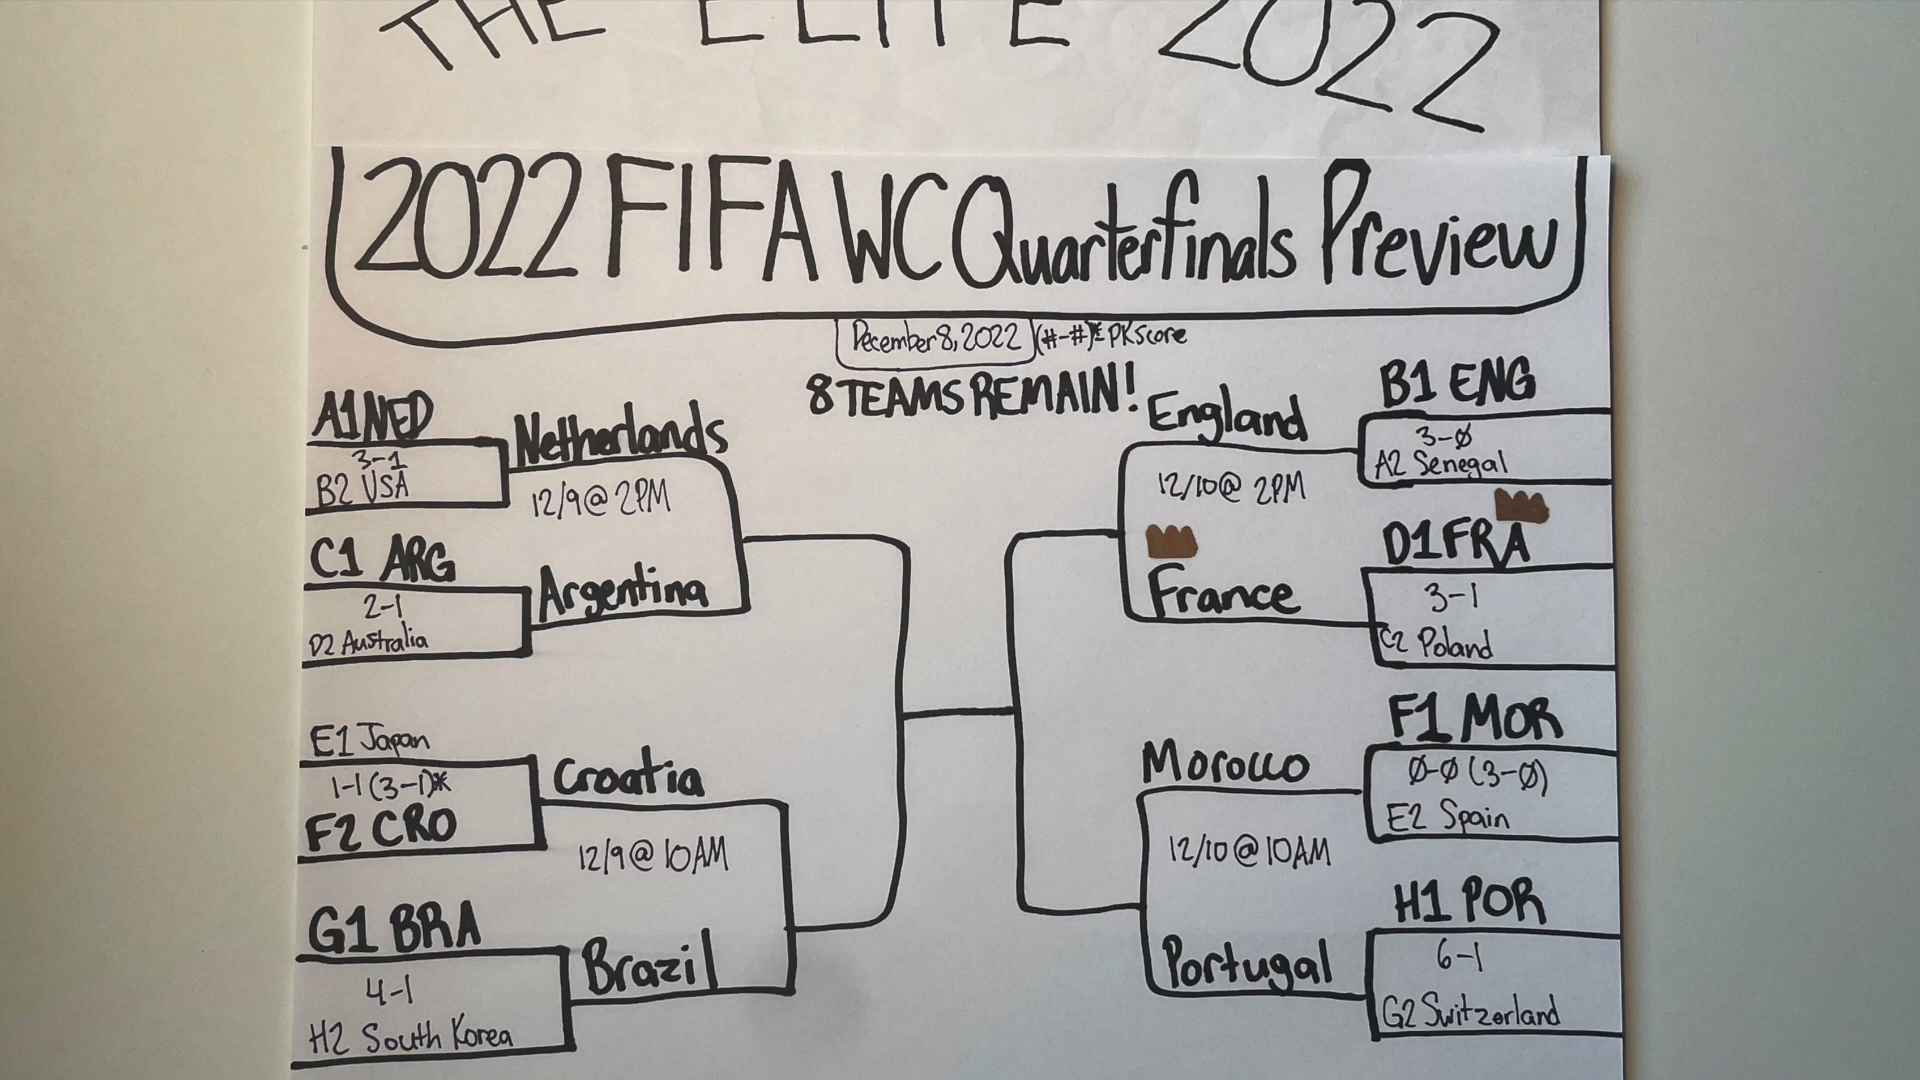 THE ELITE 2022
2022 FIFA WC Quarterfinals Preview
December 8, 2022 (#-#)*= PK Score
8 TEAMS REMAIN!
A1 NED
3-1
B2 USA
Netherlands
12/9 @ 2PM
C1 ARG
2-1
D2 Australia
Argentina
E1 Japan
1-1 (3-1)*
F2 CRO
Croatia
12/9 @ 10AM
G1 BRA
4-1
H2 South Korea
Brazil
B1 ENG
3-0
A2 Senegal
England
12/10 @ 2PM
D1 FRA
3-1
C2 Poland
France
F1 MOR
0-0 (3-0)
E2 Spain
Morocco
12/10 @ 10AM
H1 POR
6-1
G2 Switzerland
Portugal